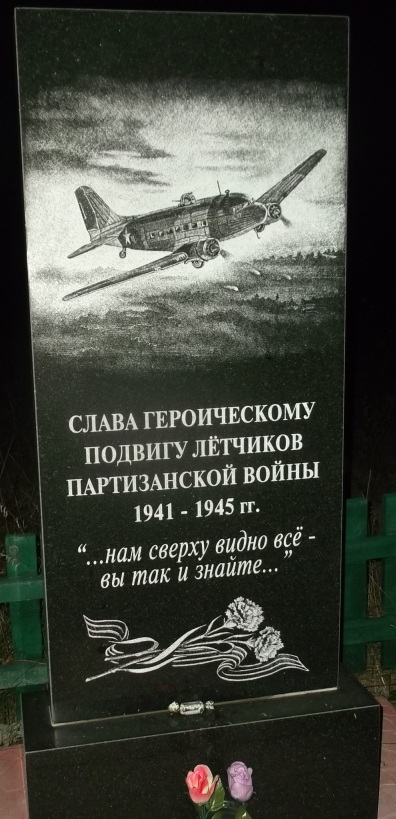 СЛАВА ГЕРОИЧЕСКОМУ
ПОДВИГУ ЛЁТЧИКОВ
ПАРТИЗАНСКОЙ ВОЙНЫ
1941 - 1945 гг.
“...нам сверху видно всё -
вы так и знайте...”